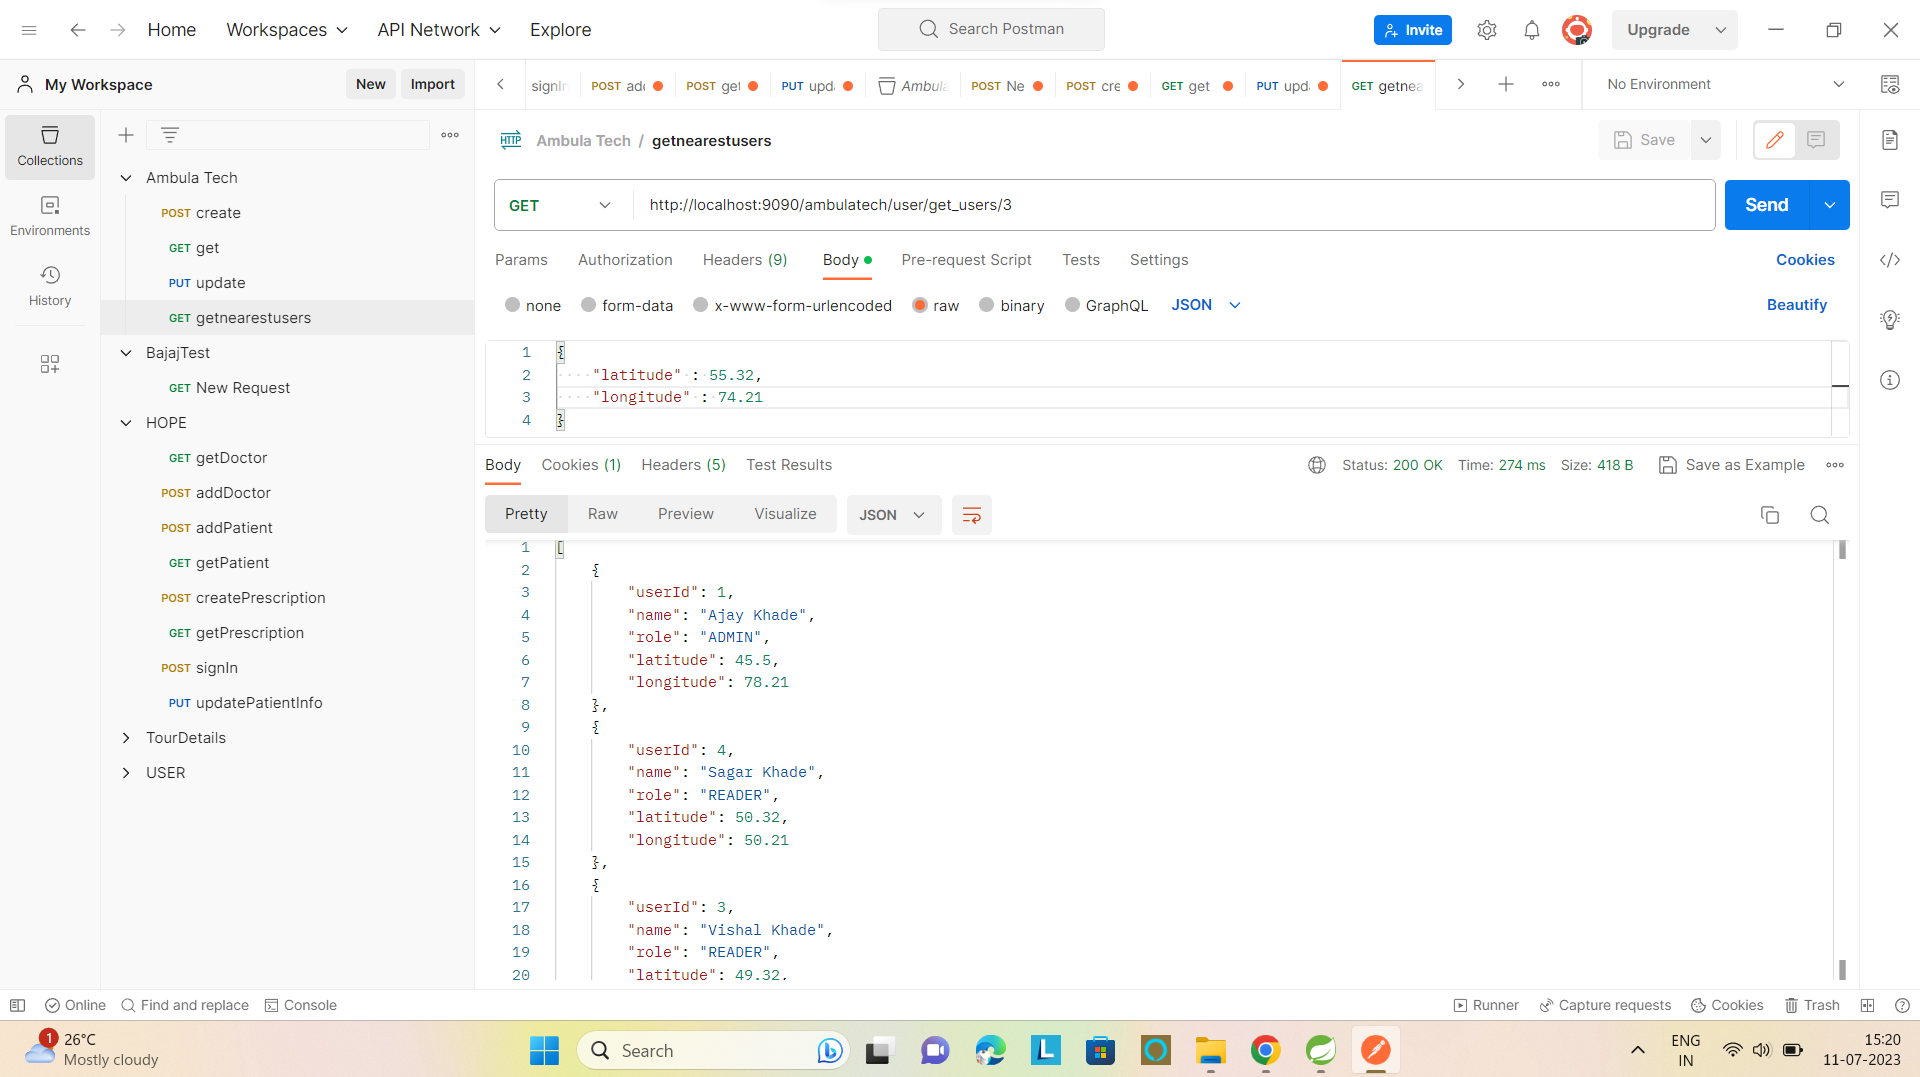 Home
Workspaces
API Network
Explore
Search Postman
Invite
Upgrade
My Workspace
New
Import
signIn
POST add
POST get
PUT upda
Ambula
POST Ne
POST cre
GET get
PUT upda
GET getnea
No Environment
Collections
Environments
History
Ambula Tech
POST create
GET get
PUT update
GET getnearestusers
BajajTest
GET New Request
HOPE
GET getDoctor
POST addDoctor
POST addPatient
GET getPatient
POST createPrescription
GET getPrescription
POST signIn
PUT updatePatientInfo
TourDetails
USER
HTTP Ambula Tech / getnearestusers
Save
GET http://localhost:9090/ambulatech/user/get_users/3
Send
Params Authorization Headers (9) Body Pre-request Script Tests Settings
Cookies
none form-data x-www-form-urlencoded raw binary GraphQL JSON
Beautify
1 {
2 "latitude" : 55.32,
3 "longitude" : 74.21
4 }
Body Cookies (1) Headers (5) Test Results
Status: 200 OK Time: 274 ms Size: 418 B Save as Example
Pretty Raw Preview Visualize JSON
1 [
2 {
3 "userId": 1,
4 "name": "Ajay Khade",
5 "role": "ADMIN",
6 "latitude": 45.5,
7 "longitude": 78.21
8 },
9 {
10 "userId": 4,
11 "name": "Sagar Khade",
12 "role": "READER",
13 "latitude": 50.32,
14 "longitude": 50.21
15 },
16 {
17 "userId": 3,
18 "name": "Vishal Khade",
19 "role": "READER",
20 "latitude": 49.32,
Online Find and replace Console
Runner Capture requests Cookies Trash
1
26°C
Mostly cloudy
Search
L
ENG
IN
15:20
11-07-2023